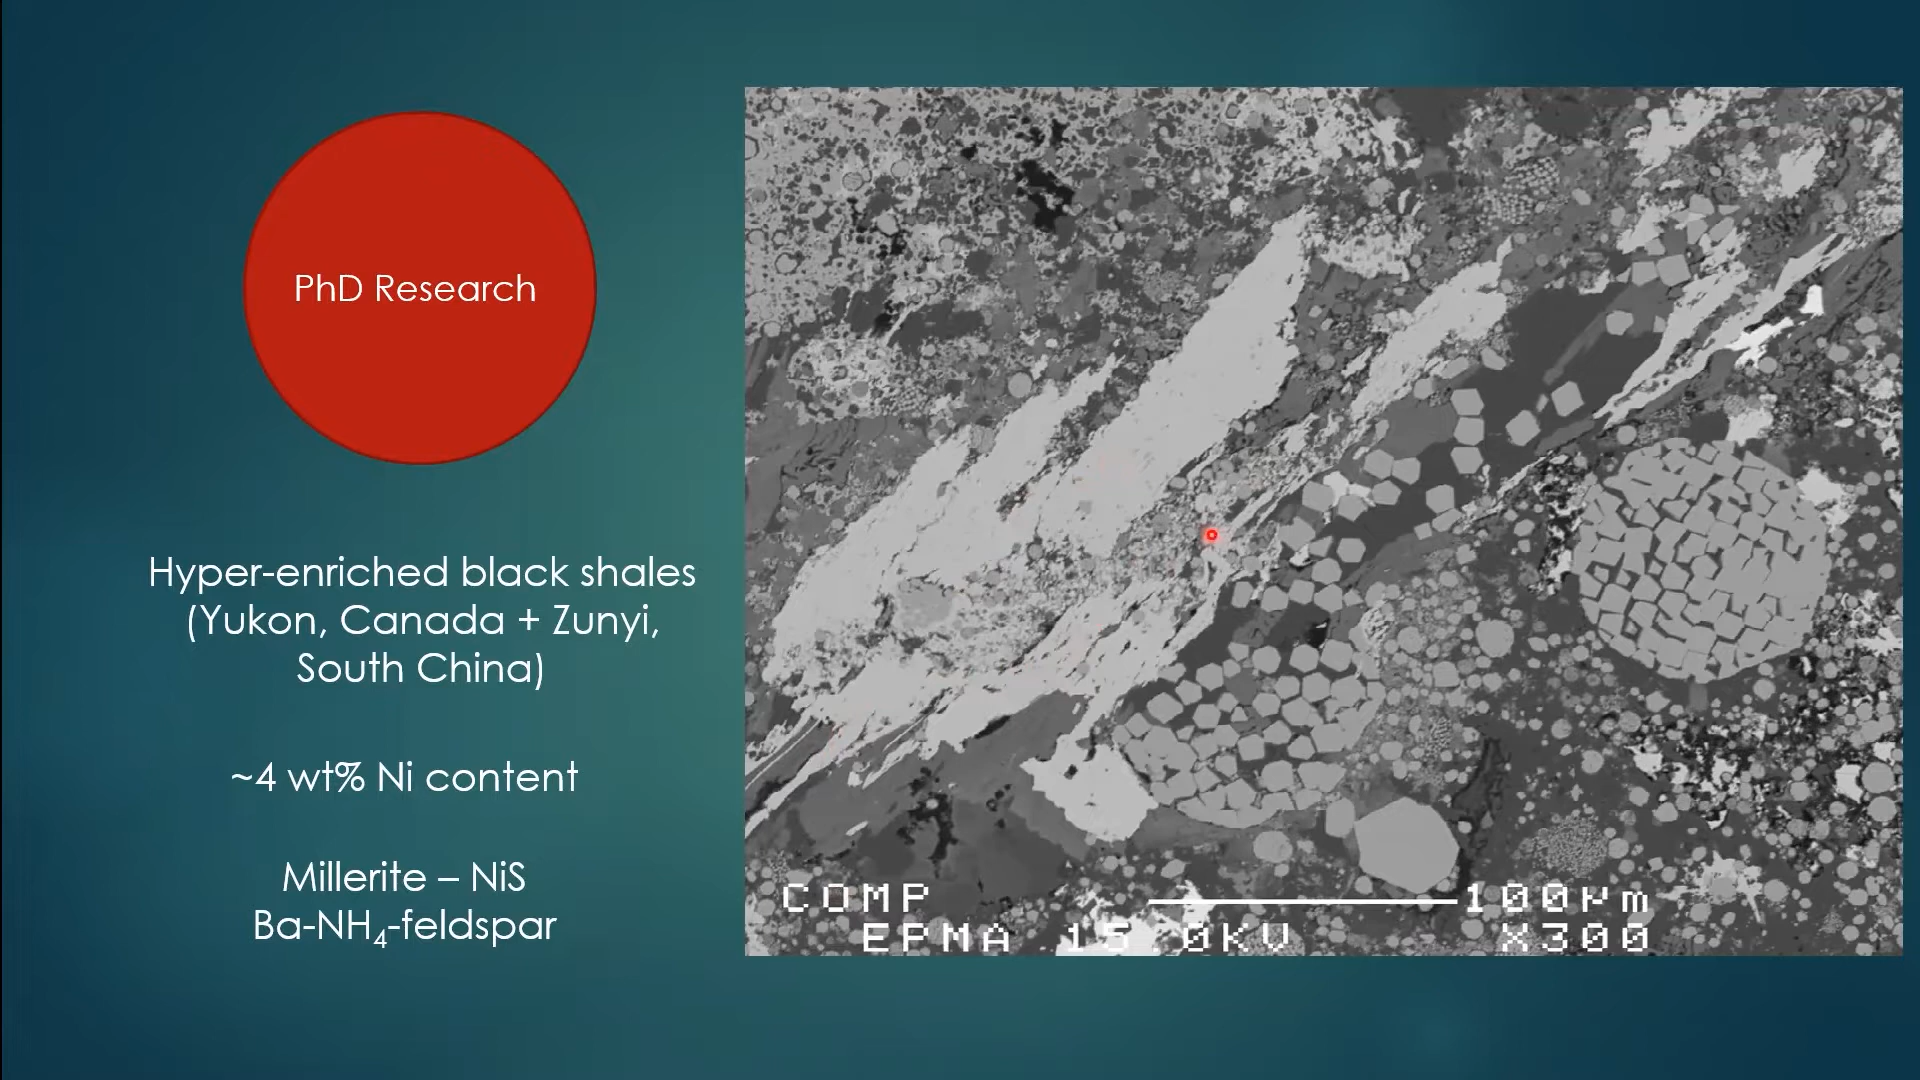 PhD Research
Hyper-enriched black shales
(Yukon, Canada + Zunyi,
South China)
~4 wt% Ni content
Millerite – NiS
Ba-NH₄-feldspar
COMP 100μm
EPMA 15.0KV X300